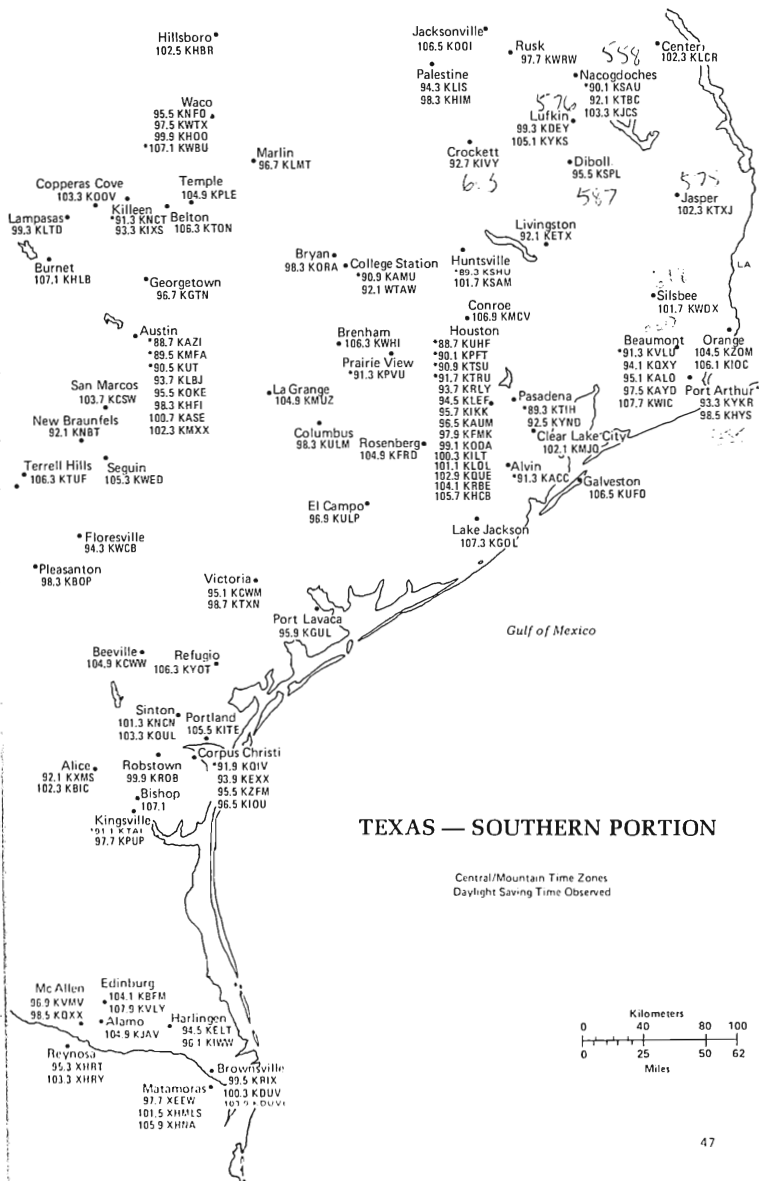 Hillsboro
102.5 KHBR
Jacksonville
106.5 KOOI
Rusk
97.7 KWRW
558
Center
102.3 KLCR
Palestine
94.3 KLIS
98.3 KHIM
Nacogdoches
*90.1 KSAU
92.1 KTBC
103.3 KJCS
576
Lufkin
99.3 KDEY
105.1 KYKS
Waco
95.5 KNFO
97.5 KWTX
99.9 KHOO
*107.1 KWBU
Marlin
96.7 KLMT
Crockett
92.7 KIVY
Diboll
95.5 KSPL
587
Jasper
102.3 KTXJ
Copperas Cove
103.3 KOOV
Temple
104.9 KPLE
Killeen
*91.3 KNCT
93.3 KIXS
Belton
106.3 KTON
Lampasas
99.3 KLTD
Livingston
92.1 KETX
Burnet
107.1 KHLB
Georgetown
96.7 KGTN
Bryan
98.3 KORA
College Station
*90.9 KAMU
92.1 WTAW
Huntsville
*89.3 KSHU
101.7 KSAM
LA
Silsbee
101.7 KWDX
Conroe
106.9 KMCV
Austin
*88.7 KAZI
*89.5 KMFA
*90.5 KUT
93.7 KLBJ
95.5 KOKE
98.3 KHFI
100.7 KASE
102.3 KMXX
Brenham
106.3 KWHI
Prairie View
*91.3 KPVU
Houston
*88.7 KUHF
*90.1 KPFT
*90.9 KTSU
*91.7 KTRU
93.7 KRLY
94.5 KLEF
95.7 KIKK
96.5 KAUM
97.9 KFMK
99.1 KODA
100.3 KILT
101.1 KLOL
102.9 KQUE
104.1 KRBE
105.7 KHCB
Beaumont
*91.3 KVLU
94.1 KQXY
95.1 KALO
97.5 KAYD
107.7 KWIC
Orange
104.5 KZOM
106.1 KIOC
Port Arthur
93.3 KYKR
98.5 KHYS
San Marcos
103.7 KCSW
La Grange
104.9 KMUZ
Pasadena
*89.3 KTIH
92.5 KYND
New Braunfels
92.1 KNBT
Columbus
98.3 KULM
Rosenberg
104.9 KFRD
Clear Lake City
102.1 KMJQ
Terrell Hills
106.3 KTUF
Seguin
105.3 KWED
Alvin
*91.3 KACC
Galveston
106.5 KUFO
El Campo
96.9 KULP
Lake Jackson
107.3 KGOL
Floresville
94.3 KWCB
Pleasanton
98.3 KBOP
Victoria
95.1 KCWM
98.7 KTXN
Port Lavaca
95.9 KGUL
Gulf of Mexico
Beeville
104.9 KCWW
Refugio
106.3 KYOT
Sinton
101.3 KNCN
103.3 KOUL
Portland
105.5 KITE
Alice
92.1 KXMS
102.3 KBIC
Robstown
99.9 KROB
Corpus Christi
*91.9 KQIV
93.9 KEXX
95.5 KZFM
96.5 KIOU
Bishop
107.1
Kingsville
*91.1 KTAI
97.7 KPUP
TEXAS — SOUTHERN PORTION
Central/Mountain Time Zones
Daylight Saving Time Observed
Mc Allen
96.9 KVMV
98.5 KQXX
Edinburg
104.1 KBFM
107.9 KVLY
Alamo
104.9 KJAV
Harlingen
94.5 KELT
96.1 KIWW
Reynosa
95.3 XHRT
103.3 XHRY
Brownsville
99.5 KRIX
100.3 KDUV
Matamoras
97.7 XEEW
101.5 XHMLS
105.9 XHNA
Kilometers
0 40 80 100
0 25 50 62
Miles
47